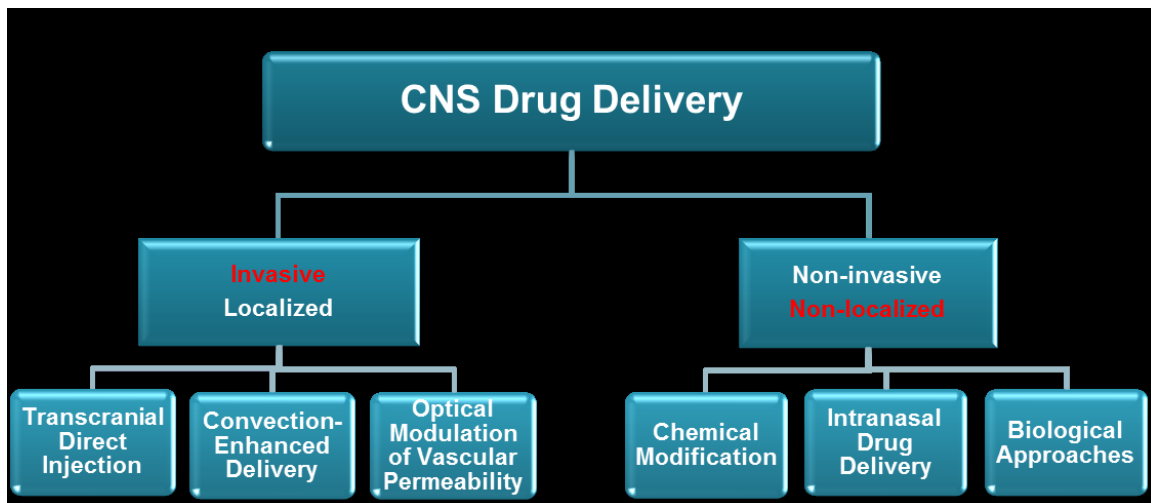 CNS Drug Delivery
Invasive
Localized
Non-invasive
Non-localized
Transcranial
Direct
Injection
Convection-
Enhanced
Delivery
Optical
Modulation
of Vascular
Permeability
Chemical
Modification
Intranasal
Drug
Delivery
Biological
Approaches